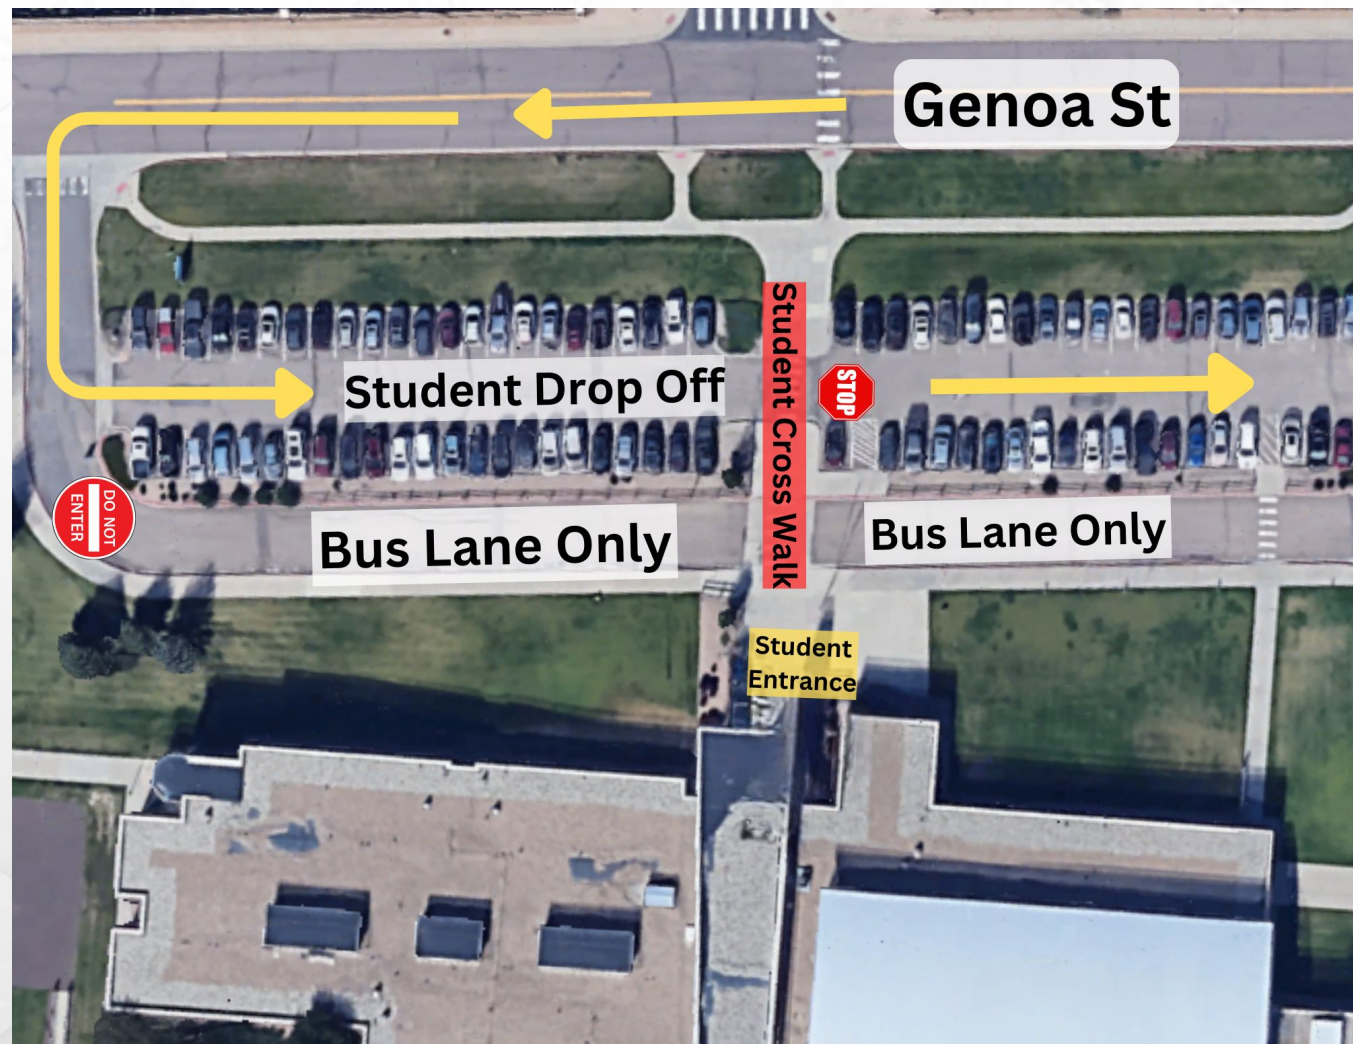 Genoa St
Student Drop Off
Student Cross Walk
STOP
DO NOT
ENTER
Bus Lane Only
Bus Lane Only
Student
Entrance